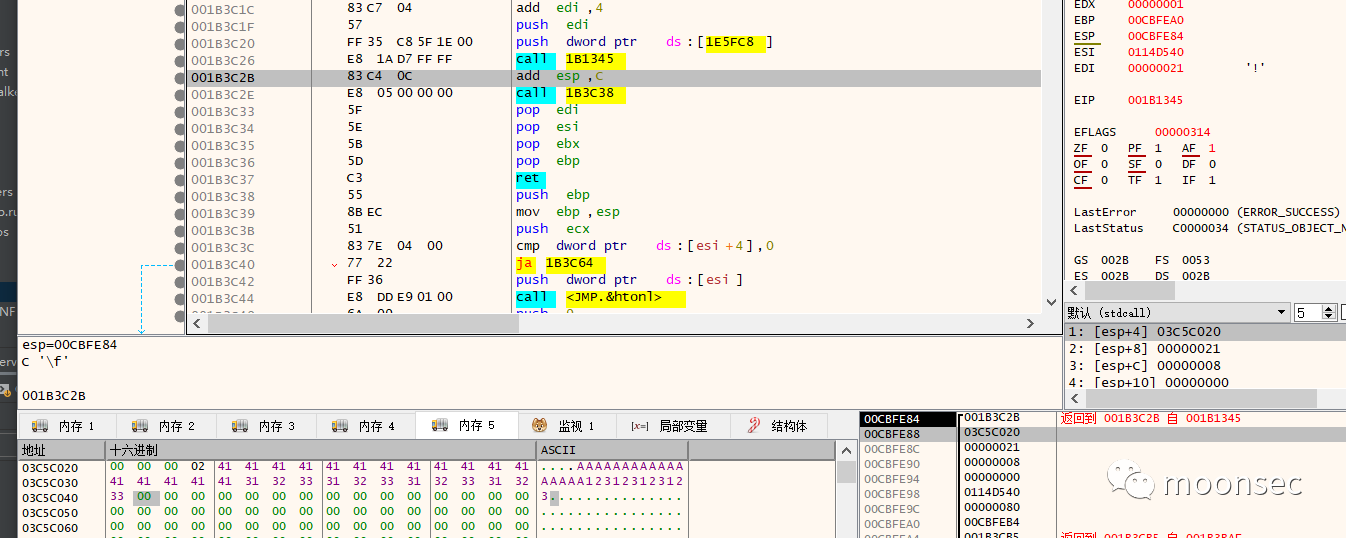 001B3C1C 83 C7 04 add edi ,4
001B3C1F 57 push edi
001B3C20 FF 35 C8 5F 1E 00 push dword ptr ds:[1E5FC8]
001B3C26 E8 1A D7 FF FF call 1B1345
001B3C2B 83 C4 0C add esp ,C
001B3C2E E8 05 00 00 00 call 1B3C38
001B3C33 5F pop edi
001B3C34 5E pop esi
001B3C35 5B pop ebx
001B3C36 5D pop ebp
001B3C37 C3 ret
001B3C38 55 push ebp
001B3C39 8B EC mov ebp ,esp
001B3C3B 51 push ecx
001B3C3C 83 7E 04 00 cmp dword ptr ds:[esi+4],0
001B3C40 77 22 ja 1B3C64
001B3C42 FF 36 push dword ptr ds:[esi]
001B3C44 E8 DD E9 01 00 call <JMP.&htonl>
EDX 00000001
EBP 00CBFEA0
ESP 00CBFE84
ESI 0114D540
EDI 00000021 '!'
EIP 001B1345
EFLAGS 00000314
ZF 0 PF 1 AF 1
OF 0 SF 0 DF 0
CF 0 TF 1 IF 1
LastError 00000000 (ERROR_SUCCESS)
LastStatus C0000034 (STATUS_OBJECT_N
GS 002B FS 0053
ES 002B DS 002B
默认 (stdcall) 5
1: [esp+4] 03C5C020
2: [esp+8] 00000021
3: [esp+C] 00000008
4: [esp+10] 00000000
esp=00CBFE84
C '\f'
001B3C2B
内存 1 内存 2 内存 3 内存 4 内存 5 监视 1 [x=] 局部变量 结构体
地址 十六进制 ASCII
03C5C020 00 00 00 02 41 41 41 41 41 41 41 41 41 41 41 41 ....AAAAAAAAAAAA
03C5C030 41 41 41 41 41 31 32 33 31 32 33 31 32 33 31 32 AAAAA12312312312
03C5C040 33 00 00 00 00 00 00 00 00 00 00 00 00 00 00 00 3...............
03C5C050 00 00 00 00 00 00 00 00 00 00 00 00 00 00 00 00 ................
03C5C060 00 00 00 00 00 00 00 00 00 00 00 00 00 00 00 00 ................
00CBFE84 001B3C2B 返回到 001B3C2B 自 001B1345
00CBFE88 03C5C020
00CBFE8C 00000021
00CBFE90 00000008
00CBFE94 00000000
00CBFE98 0114D540
00CBFE9C 00000080
00CBFEA0 00CBFEB4
00CBFEA4 001B3CB5 返回到 001B3CB5 自 001B3BAE
moonsec